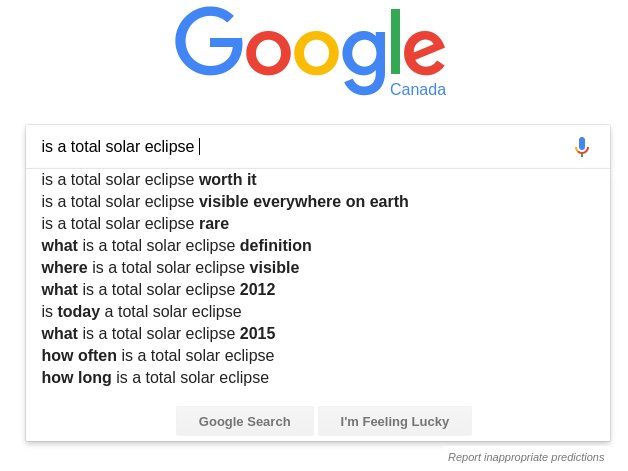 Google
Canada
is a total solar eclipse
is a total solar eclipse worth it
is a total solar eclipse visible everywhere on earth
is a total solar eclipse rare
what is a total solar eclipse definition
where is a total solar eclipse visible
what is a total solar eclipse 2012
is today a total solar eclipse
what is a total solar eclipse 2015
how often is a total solar eclipse
how long is a total solar eclipse
Google Search I'm Feeling Lucky
Report inappropriate predictions